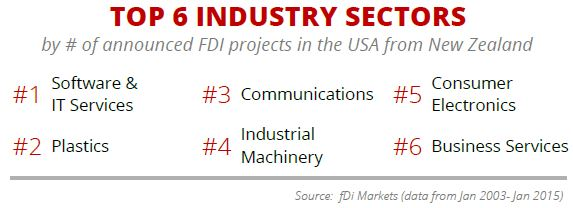 TOP 6 INDUSTRY SECTORS
by # of announced FDI projects in the USA from New Zealand
#1 Software &
IT Services
#2 Plastics
#3 Communications
#4 Industrial
Machinery
#5 Consumer
Electronics
#6 Business Services
Source: fDi Markets (data from Jan 2003- Jan 2015)